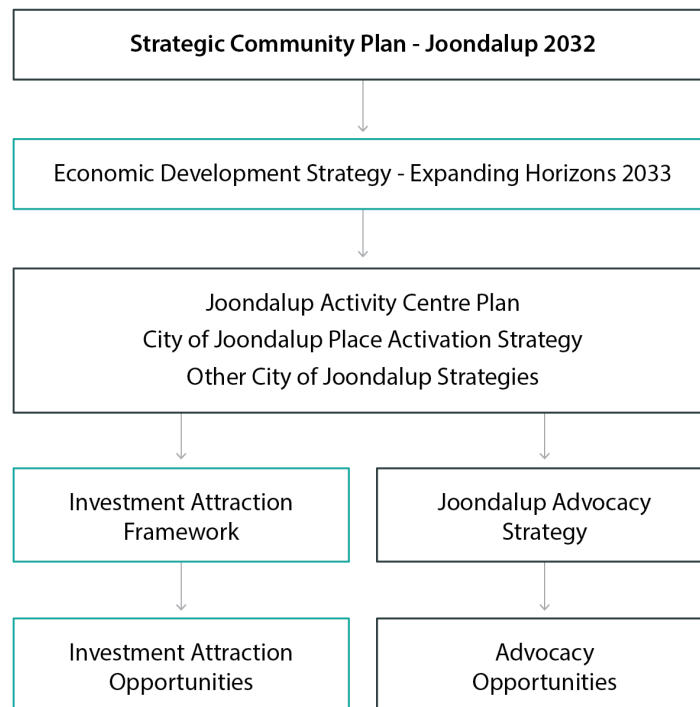 Strategic Community Plan - Joondalup 2032
Economic Development Strategy - Expanding Horizons 2033
Joondalup Activity Centre Plan
City of Joondalup Place Activation Strategy
Other City of Joondalup Strategies
Investment Attraction
Framework
Joondalup Advocacy
Strategy
Investment Attraction
Opportunities
Advocacy
Opportunities